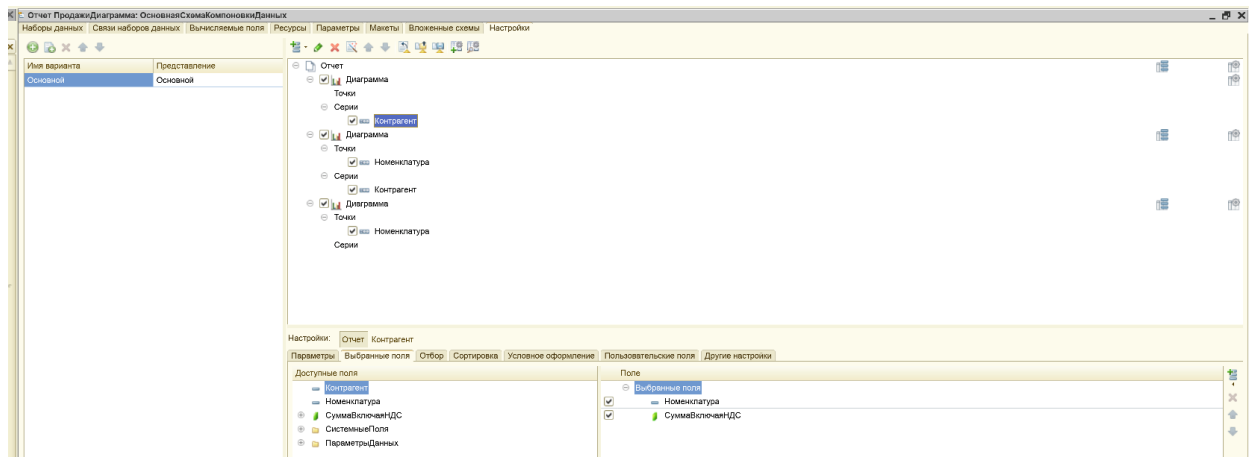 Отчет ПродажиДиаграмма: ОсновнаяСхемаКомпоновкиДанных
Наборы данных Связи наборов данных Вычисляемые поля Ресурсы Параметры Макеты Вложенные схемы Настройки
Имя варианта Представление
Основной Основной
Отчет
Диаграмма
Точки
Серии
Контрагент
Диаграмма
Точки
Номенклатура
Серии
Контрагент
Диаграмма
Точки
Номенклатура
Серии
Настройки: Отчет Контрагент
Параметры Выбранные поля Отбор Сортировка Условное оформление Пользовательские поля Другие настройки
Доступные поля
Контрагент
Номенклатура
СуммаВключаяНДС
СистемныеПоля
ПараметрыДанных
Поле
Выбранные поля
Номенклатура
СуммаВключаяНДС